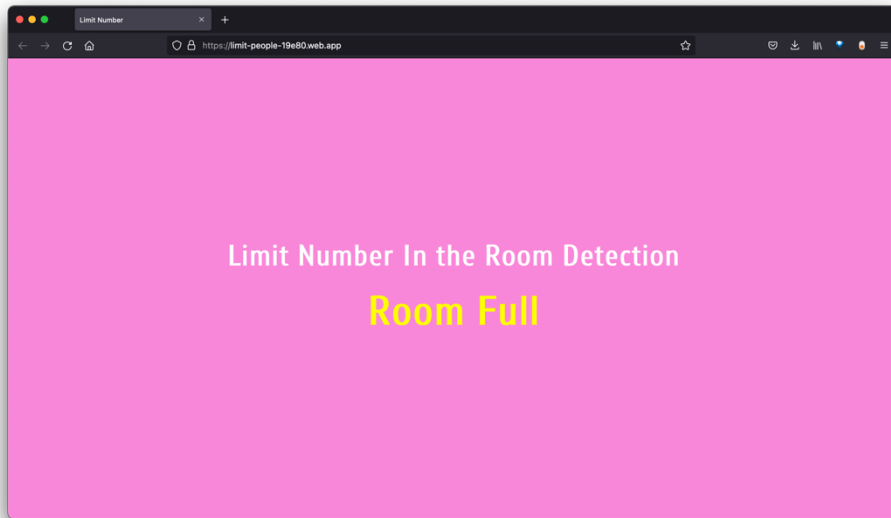 Limit Number
https://limit-people-19e80.web.app
Limit Number In the Room Detection
Room Full